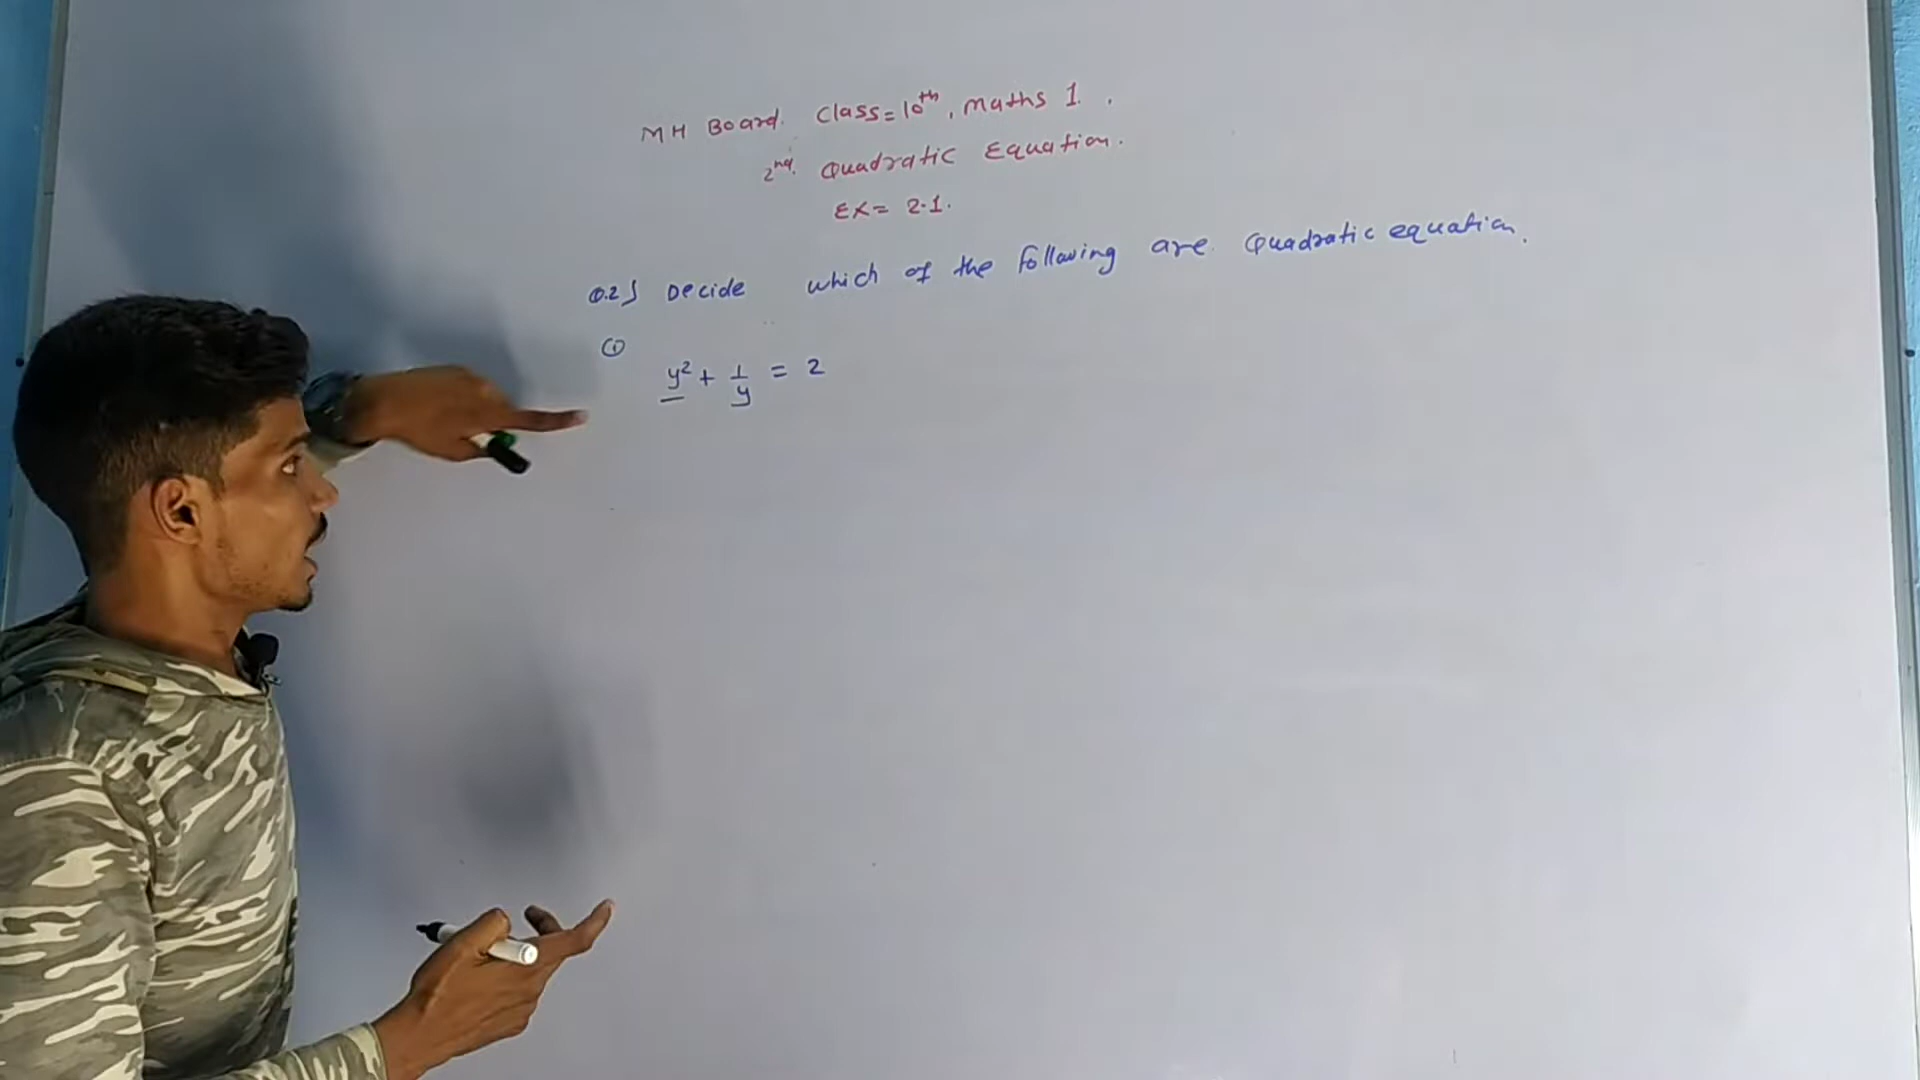 MH Board. Class=10th, Maths 1.
2nd. Quadratic Equation.
EX= 2.1.
Q.2] Decide which of the following are Quadratic equation.
①
y² + 1/y = 2